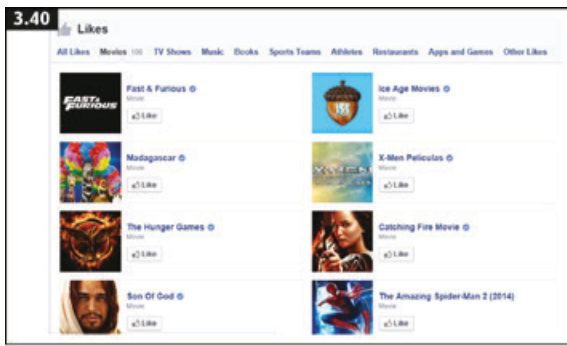 3.40
Likes
All Likes Movies 100 TV Shows Music Books Sports Teams Athletes Restaurants Apps and Games Other Likes
FAST & FURIOUS
Fast & Furious
Movie
Like
Ice Age Movies
Movie
Like
Madagascar
Movie
Like
X-MEN
X-Men Peliculas
Movie
Like
The Hunger Games
Movie
Like
Catching Fire Movie
Movie
Like
Son Of God
Movie
Like
The Amazing Spider-Man 2 (2014)
Movie
Like